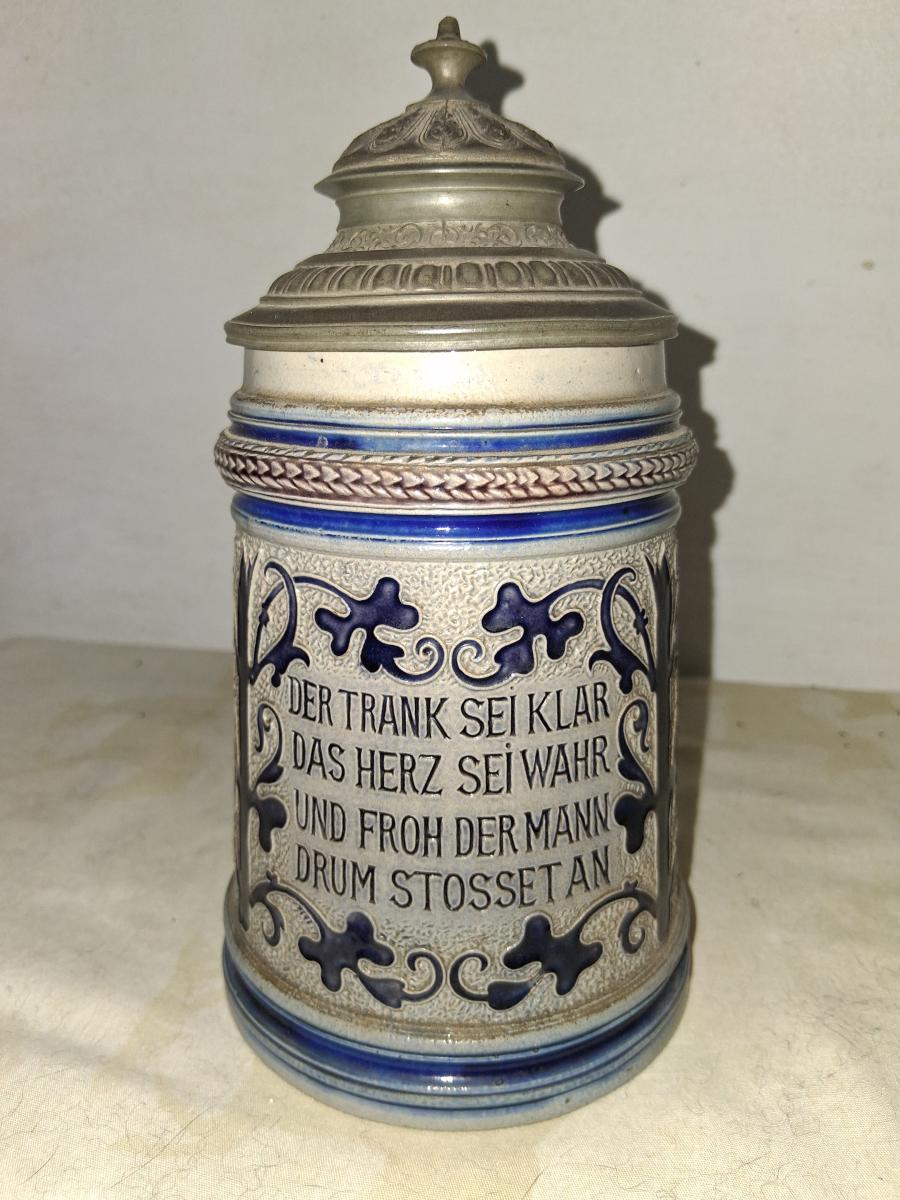 DER TRANK SEi KLAR
DAS HERZ SEi WAHR
UND FROH DER MANN
DRUM STOSSET AN